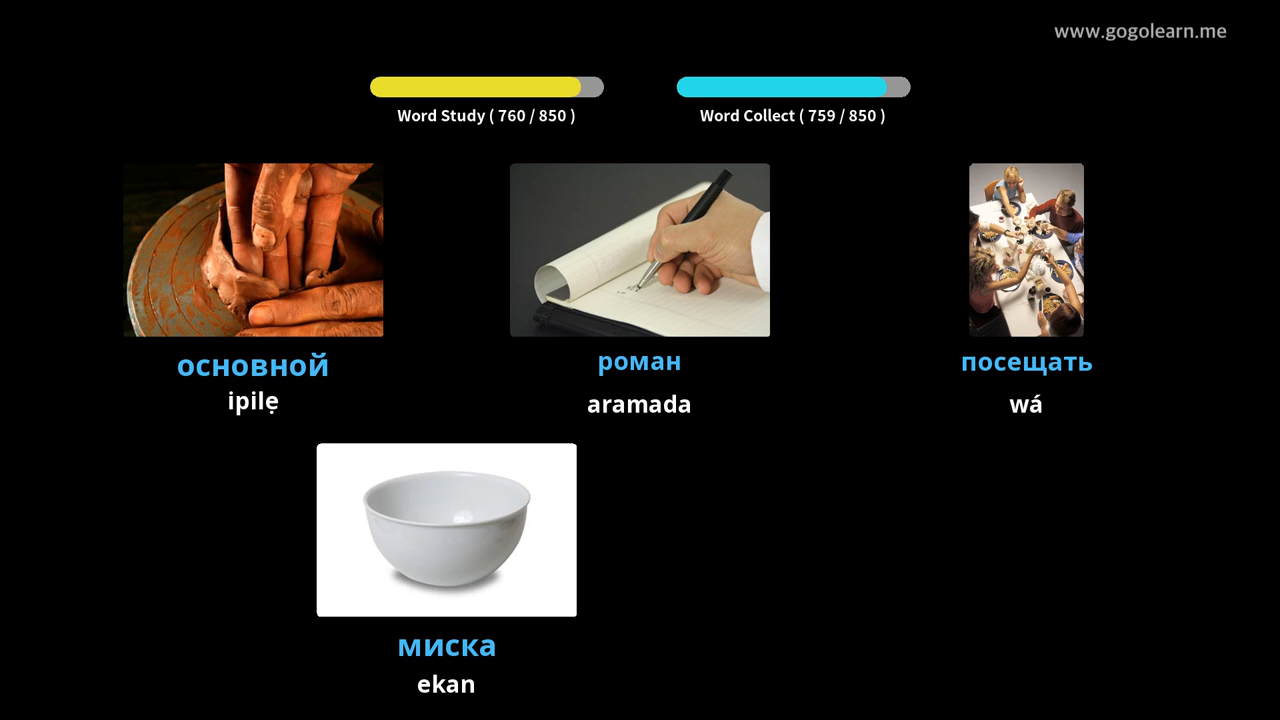 www.gogolearn.me
Word Study ( 760 / 850 )
Word Collect ( 759 / 850 )
основной
ipilẹ
роман
aramada
посещать
wá
миска
ekan